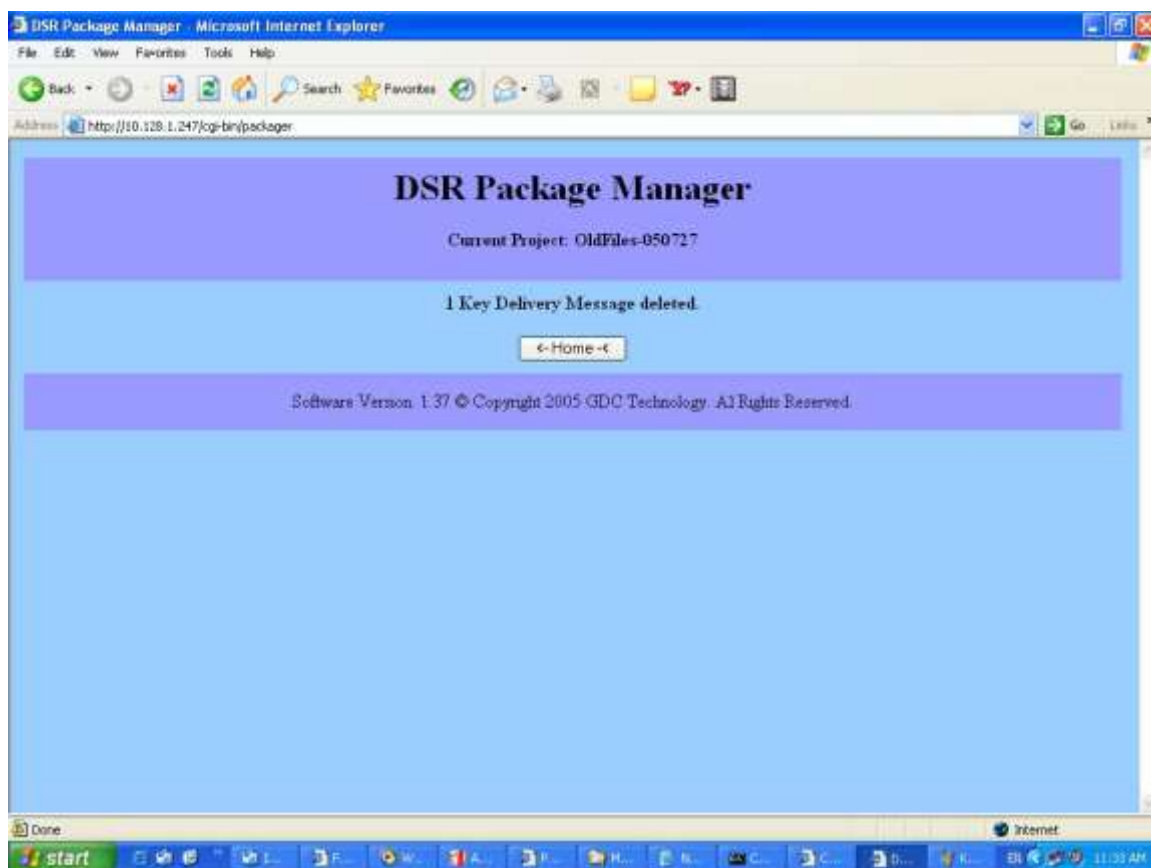 DSR Package Manager - Microsoft Internet Explorer
File Edit View Favorites Tools Help
Back Search Favorites
Address http://10.128.1.247/cgi-bin/packager Go Links
DSR Package Manager
Current Project: OldFiles-050727
1 Key Delivery Message deleted.
<- Home -<
Software Version 1.37 © Copyright 2005 GDC Technology. All Rights Reserved.
Done Internet
start EN 11:33 AM